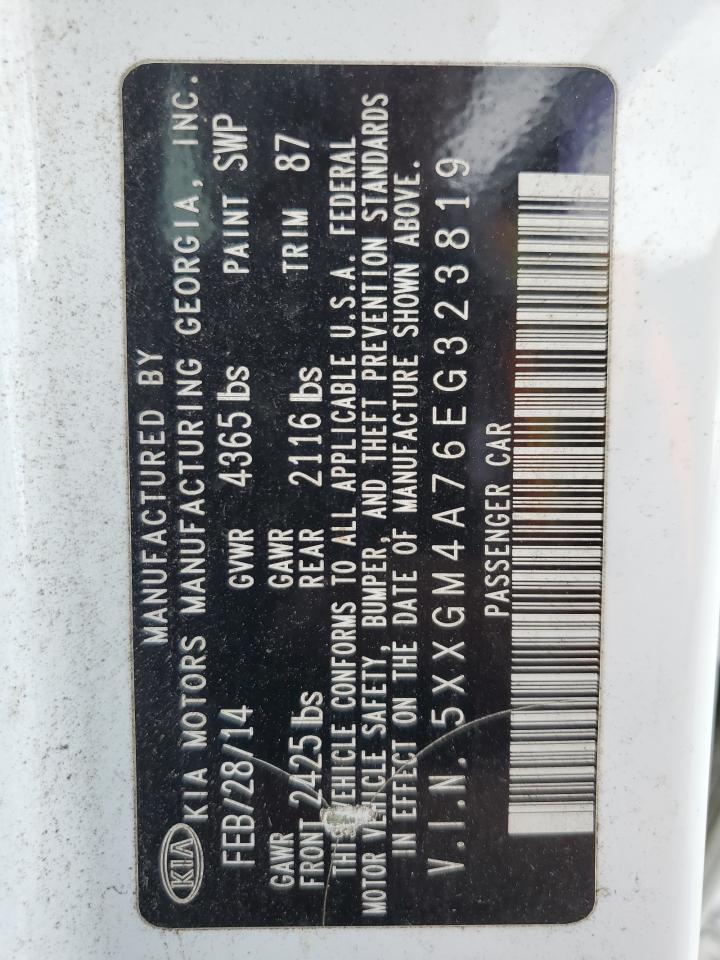 MANUFACTURED BY
KIA KIA MOTORS MANUFACTURING GEORGIA, INC.
FEB/28/14 GVWR 4365 lbs PAINT SWP
GAWR FRONT 2425 lbs GAWR REAR 2116 lbs TRIM 87
THIS VEHICLE CONFORMS TO ALL APPLICABLE U.S.A. FEDERAL
MOTOR VEHICLE SAFETY, BUMPER, AND THEFT PREVENTION STANDARDS
IN EFFECT ON THE DATE OF MANUFACTURE SHOWN ABOVE.
V.I.N. 5XXGM4A76EG323819
PASSENGER CAR